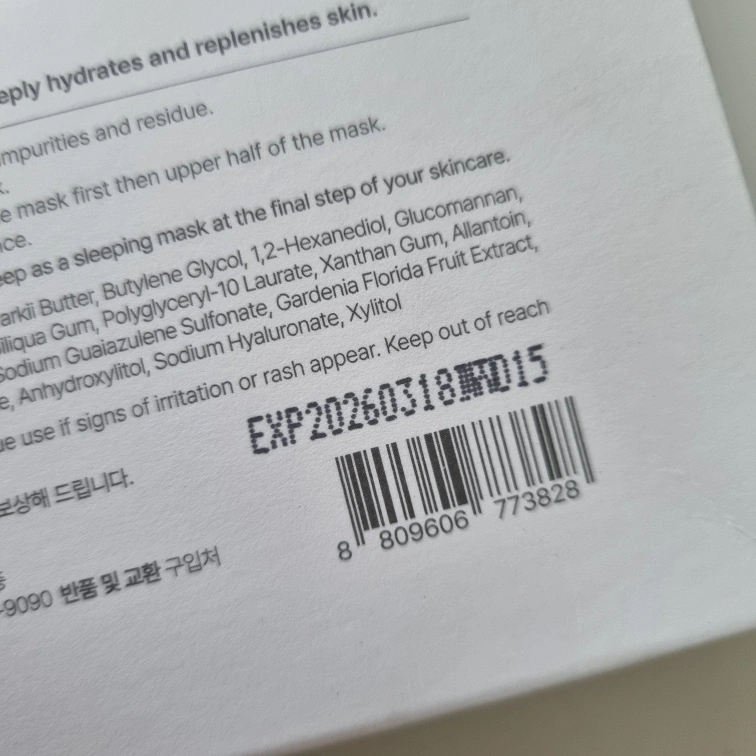 eply hydrates and replenishes skin.
mpurities and residue.
k.
e mask first then upper half of the mask.
nce.
eep as a sleeping mask at the final step of your skincare.
arkii Butter, Butylene Glycol, 1,2-Hexanediol, Glucomannan,
iliqua Gum, Polyglyceryl-10 Laurate, Xanthan Gum, Allantoin,
Sodium Guaiazulene Sulfonate, Gardenia Florida Fruit Extract,
e, Anhydroxylitol, Sodium Hyaluronate, Xylitol
ue use if signs of irritation or rash appear. Keep out of reach
EXP20260318 D15
보상해 드립니다.
8 809606 773828
-9090 반품 및 교환 구입처